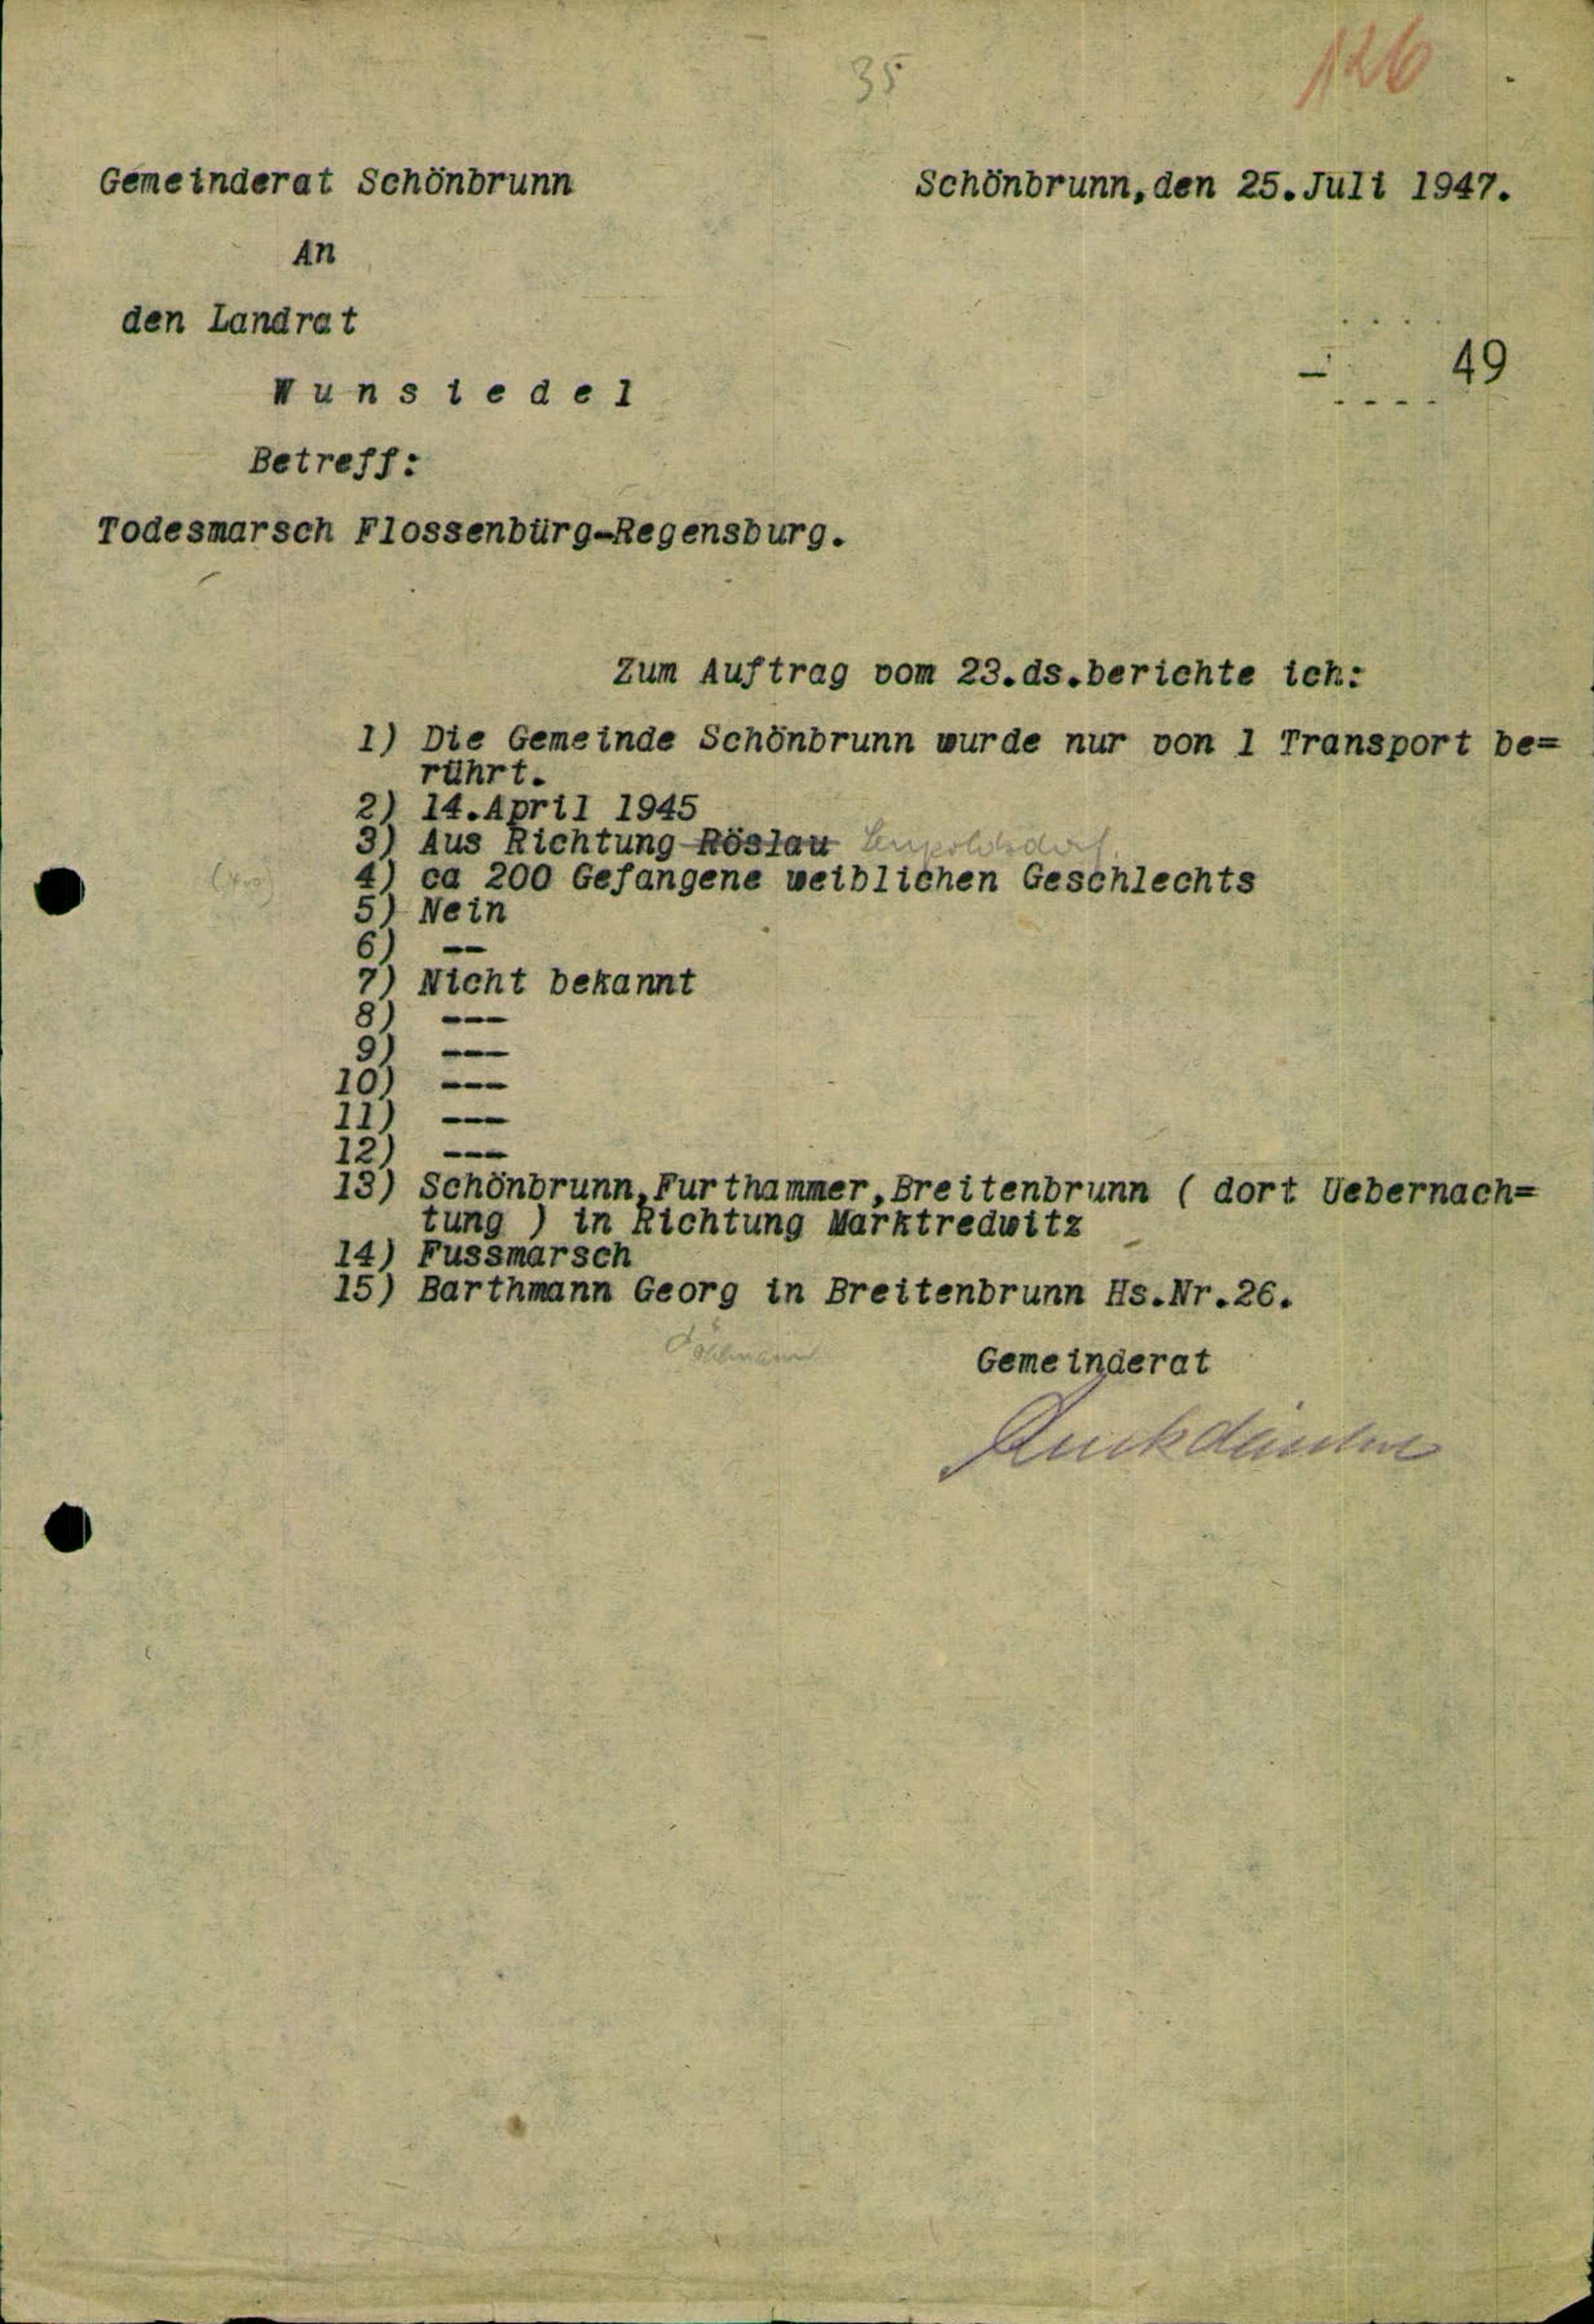 35
126
Gemeinderat Schönbrunn
Schönbrunn,den 25.Juli 1947.
An
den Landrat
49
Wunsiedel
Betreff:
Todesmarsch Flossenbürg-Regensburg.
Zum Auftrag vom 23.ds.berichte ich:
1) Die Gemeinde Schönbrunn wurde nur von 1 Transport be=
rührt.
2) 14.April 1945
3) Aus Richtung Röslau Leupoldsdorf.
4) ca 200 Gefangene weiblichen Geschlechts
5) Nein
6) --
7) Nicht bekannt
8) ---
9) ---
10) ---
11) ---
12) ---
13) Schönbrunn,Furthammer,Breitenbrunn ( dort Uebernach=
tung ) in Richtung Marktredwitz
14) Fussmarsch
15) Barthmann Georg in Breitenbrunn Hs.Nr.26.
Gemeinderat